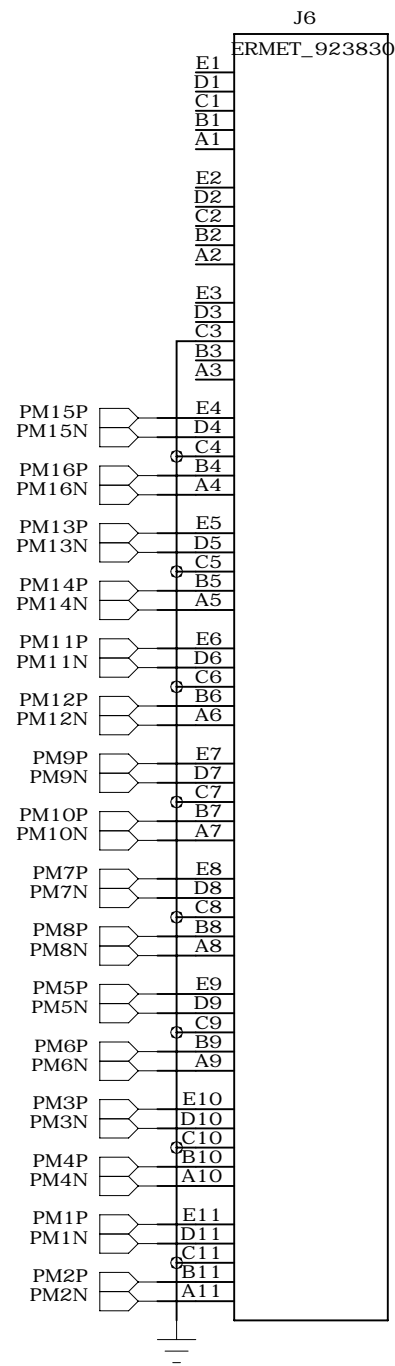 J6
ERMET_923830
E1
D1
C1
B1
A1
E2
D2
C2
B2
A2
E3
D3
C3
B3
A3
PM15P E4
PM15N D4
C4
PM16P B4
PM16N A4
PM13P E5
PM13N D5
C5
PM14P B5
PM14N A5
PM11P E6
PM11N D6
C6
PM12P B6
PM12N A6
PM9P E7
PM9N D7
C7
PM10P B7
PM10N A7
PM7P E8
PM7N D8
C8
PM8P B8
PM8N A8
PM5P E9
PM5N D9
C9
PM6P B9
PM6N A9
PM3P E10
PM3N D10
C10
PM4P B10
PM4N A10
PM1P E11
PM1N D11
C11
PM2P B11
PM2N A11